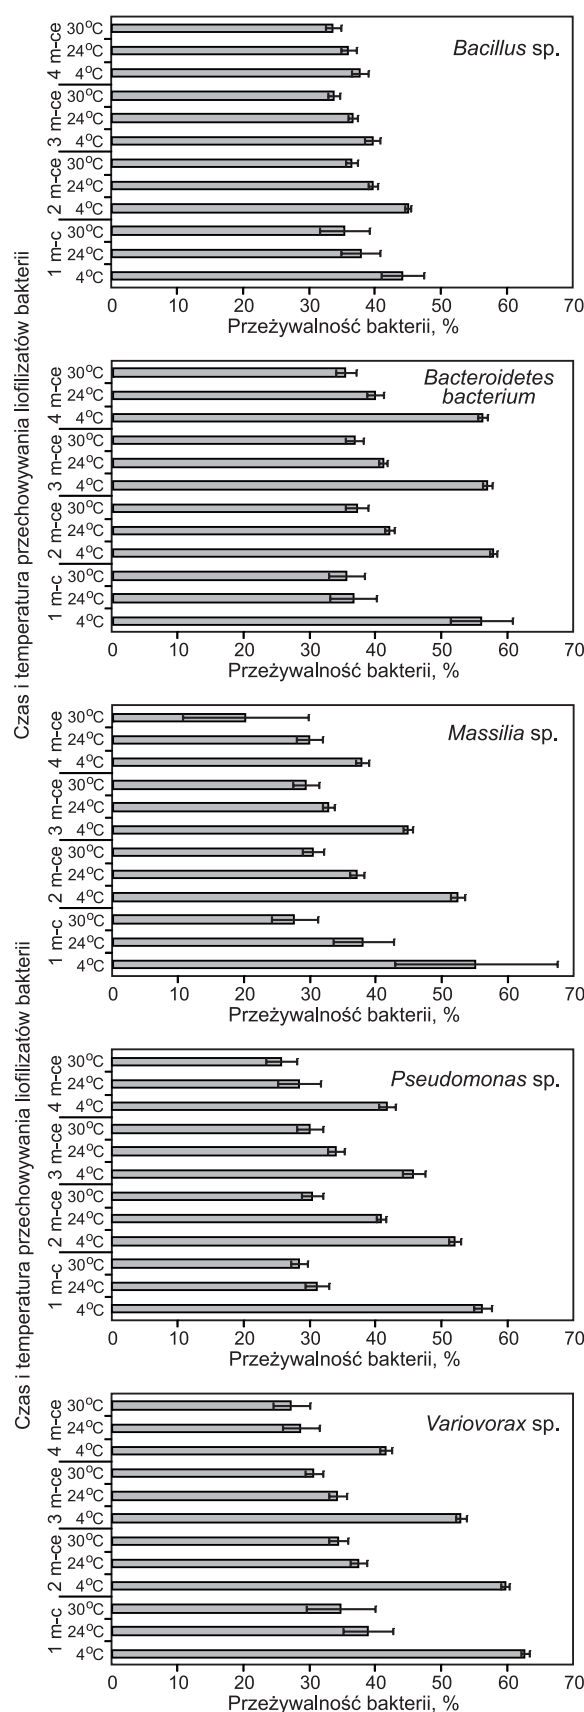 Czas i temperatura przechowywania liofilizatów bakterii
Bacillus sp.
4 m-ce
30°C
24°C
4°C
3 m-ce
30°C
24°C
4°C
2 m-ce
30°C
24°C
4°C
1 m-c
30°C
24°C
4°C
0 10 20 30 40 50 60 70
Przeżywalność bakterii, %
Bacteroidetes
bacterium
4 m-ce
30°C
24°C
4°C
3 m-ce
30°C
24°C
4°C
2 m-ce
30°C
24°C
4°C
1 m-c
30°C
24°C
4°C
0 10 20 30 40 50 60 70
Przeżywalność bakterii, %
Czas i temperatura przechowywania liofilizatów bakterii
Massilia sp.
4 m-ce
30°C
24°C
4°C
3 m-ce
30°C
24°C
4°C
2 m-ce
30°C
24°C
4°C
1 m-c
30°C
24°C
4°C
0 10 20 30 40 50 60 70
Przeżywalność bakterii, %
Pseudomonas sp.
4 m-ce
30°C
24°C
4°C
3 m-ce
30°C
24°C
4°C
2 m-ce
30°C
24°C
4°C
1 m-c
30°C
24°C
4°C
0 10 20 30 40 50 60 70
Przeżywalność bakterii, %
Variovorax sp.
4 m-ce
30°C
24°C
4°C
3 m-ce
30°C
24°C
4°C
2 m-ce
30°C
24°C
4°C
1 m-c
30°C
24°C
4°C
0 10 20 30 40 50 60 70
Przeżywalność bakterii, %